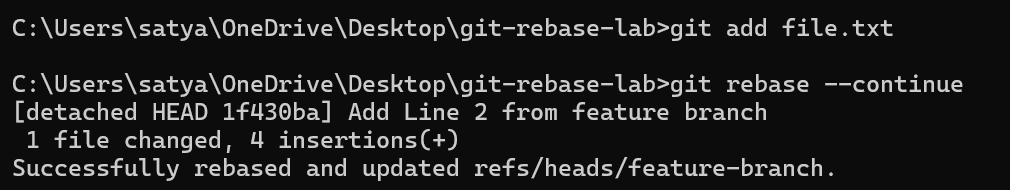 C:\Users\satya\OneDrive\Desktop\git-rebase-lab>git add file.txt
C:\Users\satya\OneDrive\Desktop\git-rebase-lab>git rebase --continue
[detached HEAD 1f430ba] Add Line 2 from feature branch
 1 file changed, 4 insertions(+)
Successfully rebased and updated refs/heads/feature-branch.